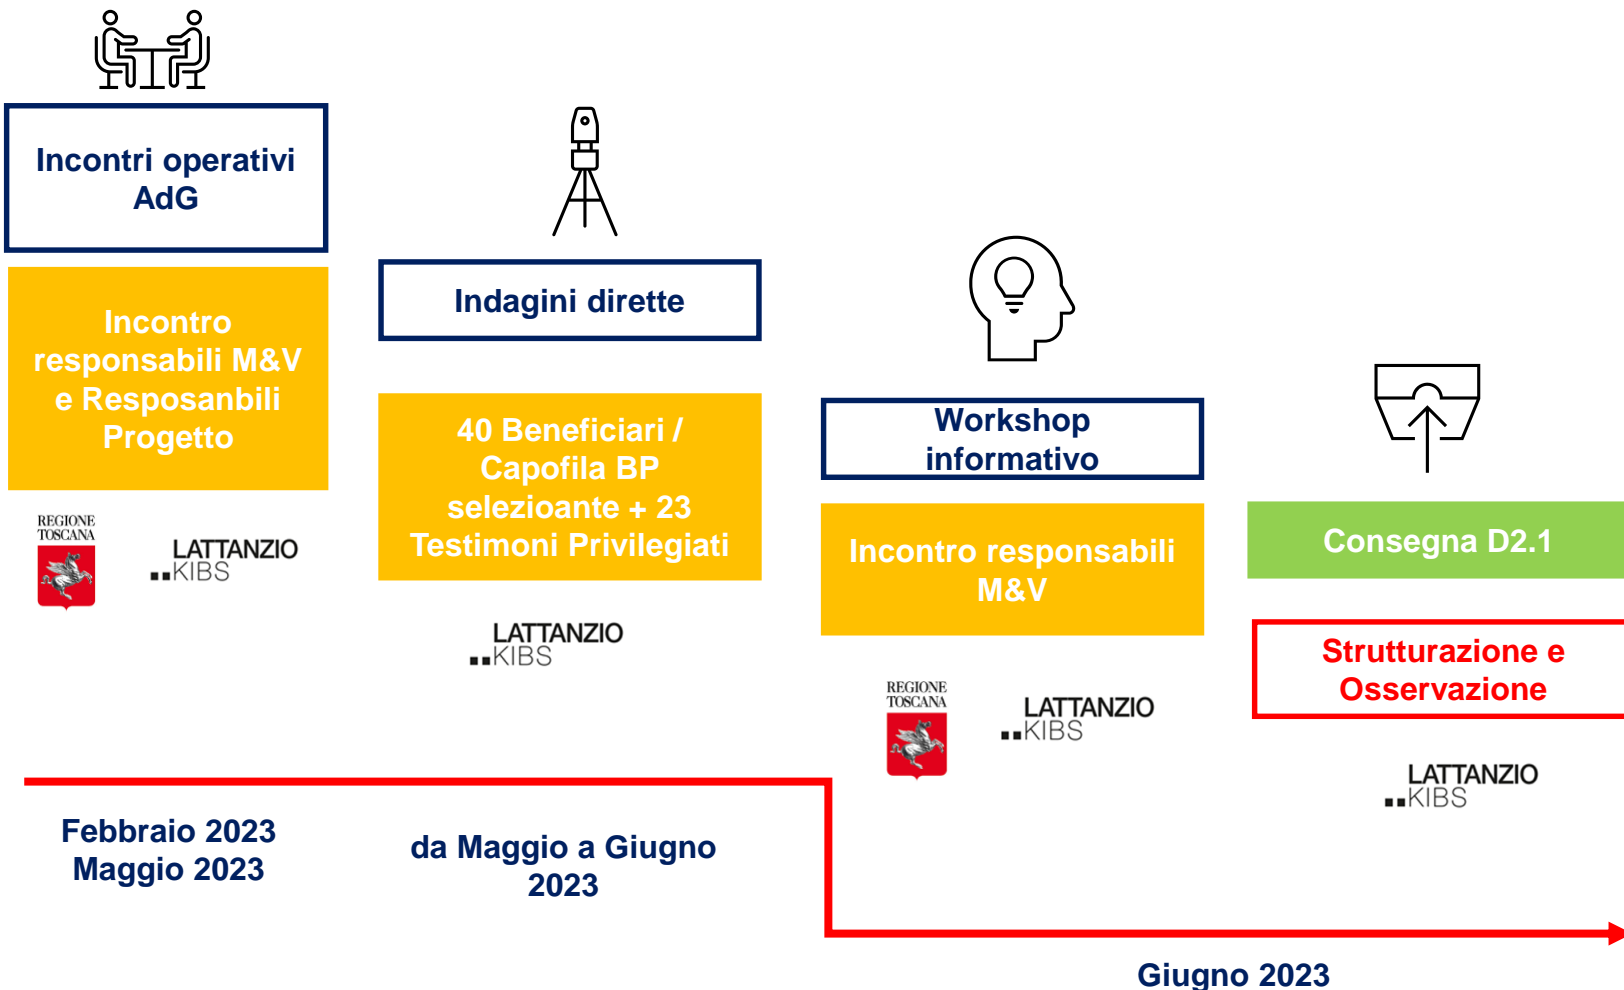 Incontri operativi
AdG
Incontro
responsabili M&V
e Resposanbili
Progetto
REGIONE
TOSCANA
LATTANZIO
KIBS
Febbraio 2023
Maggio 2023
Indagini dirette
40 Beneficiari /
Capofila BP
selezioante + 23
Testimoni Privilegiati
LATTANZIO
KIBS
da Maggio a Giugno
2023
Workshop
informativo
Incontro responsabili
M&V
REGIONE
TOSCANA
LATTANZIO
KIBS
Consegna D2.1
Strutturazione e
Osservazione
LATTANZIO
KIBS
Giugno 2023